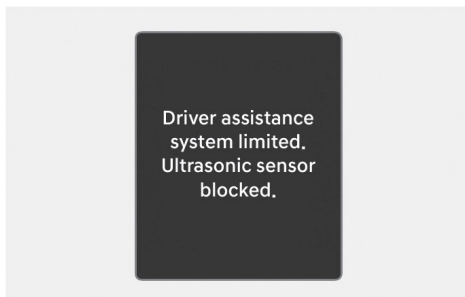 Driver assistance
system limited.
Ultrasonic sensor
blocked.